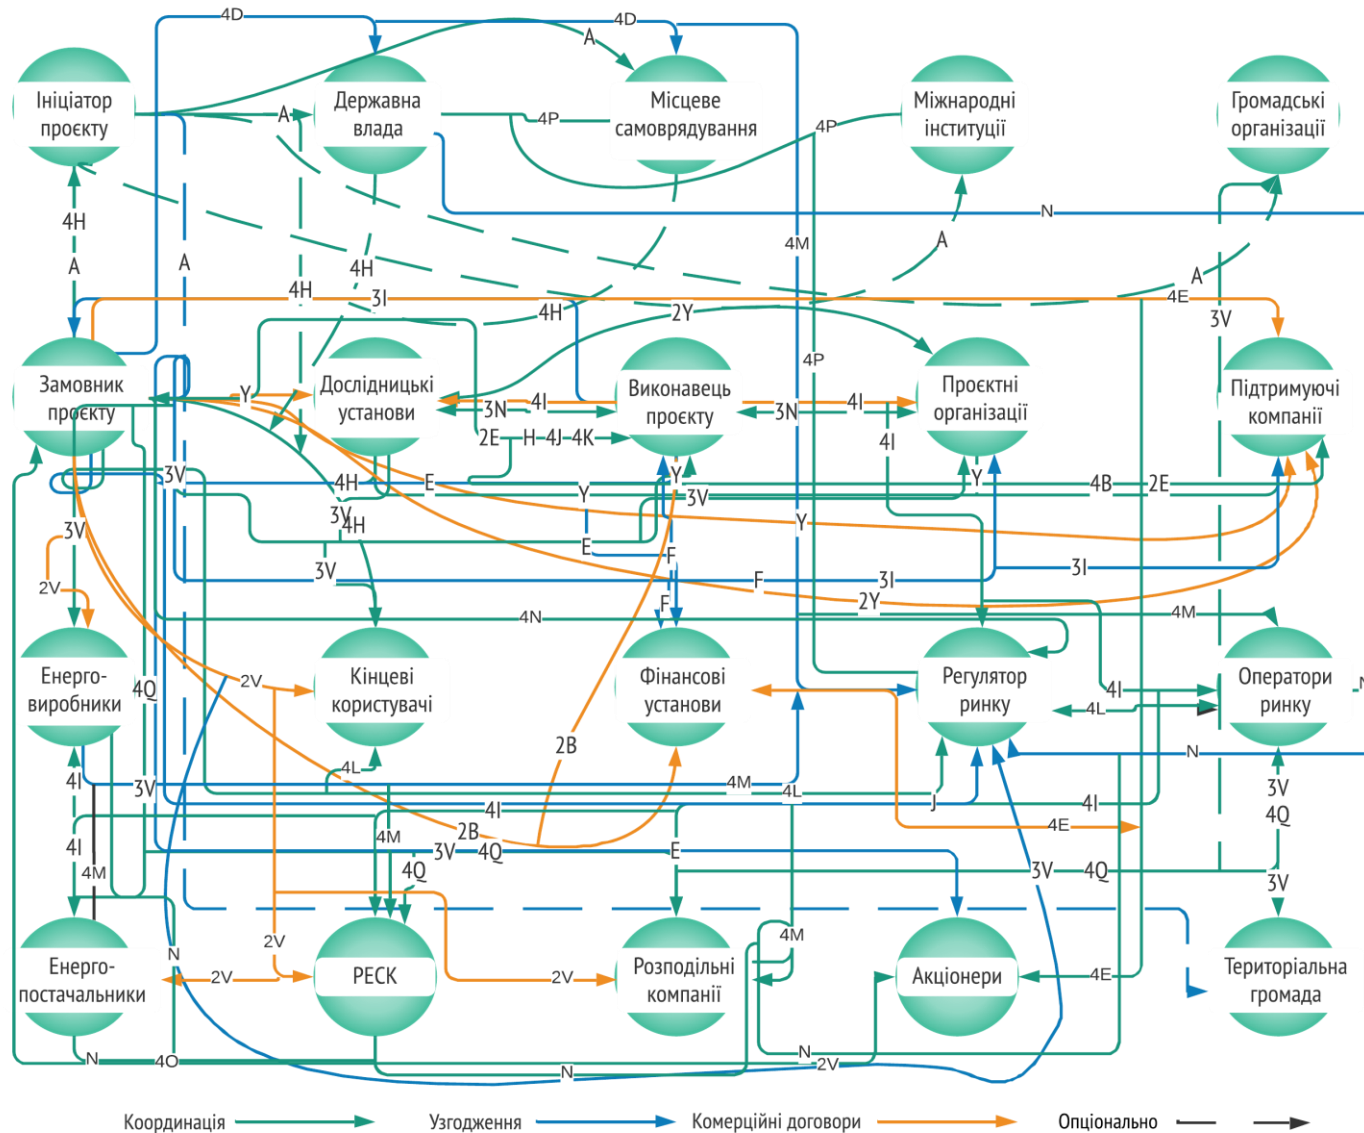 4D
4D
A
Ініціатор
проєкту
A
Державна
влада
4P
Місцеве
самоврядування
4P
Міжнародні
інституції
Громадські
організації
4H
N
A
A
4H
4H
3I
4H
4M
A
A
4E
3V
2Y
4P
Замовник
проєкту
Y
Дослідницькі
установи
3N
4I
Виконавець
проєкту
3N
4I
Проєктні
організації
Підтримуючі
компанії
2E
H
4J
4K
4I
3V
4H
E
Y
Y
3V
Y
4B
2E
3V
3V
4H
Y
E
F
3V
F
3I
3I
2V
F
2Y
4N
4M
Енерго-
виробники
4Q
2V
Кінцеві
користувачі
Фінансові
установи
Регулятор
ринку
4L
4I
Оператори
ринку
N
2B
N
4I
3V
4L
4M
4L
3V
J
4I
4I
4Q
4E
2B
4M
4I
3V
4Q
E
4M
4Q
3V
4Q
3V
2V
4M
N
Енерго-
постачальники
2V
РЕСК
2V
Розподільні
компанії
Акціонери
4E
Територіальна
громада
N
4O
N
N
2V
Координація
Узгодження
Комерційні договори
Опціонально